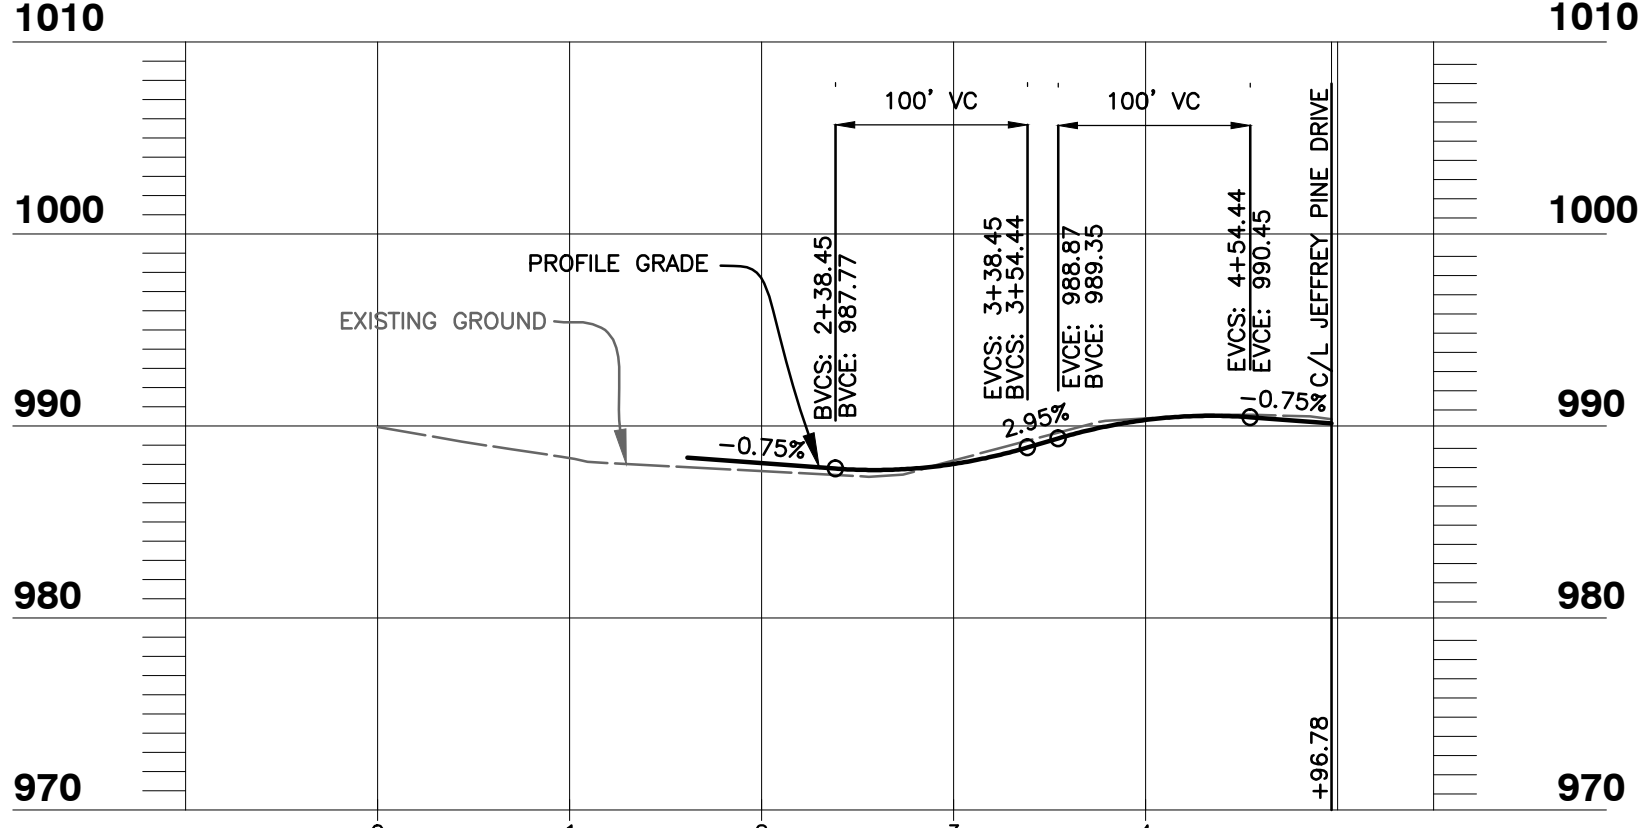 1010
1010
100' VC
100' VC
C/L JEFFREY PINE DRIVE
1000
1000
PROFILE GRADE
EXISTING GROUND
BVCS: 2+38.45
BVCE: 987.77
EVCS: 3+38.45
BVCS: 3+54.44
EVCE: 988.87
BVCE: 989.35
EVCS: 4+54.44
EVCE: 990.45
990
990
-0.75%
2.95%
-0.75%
980
980
+96.78
970
970